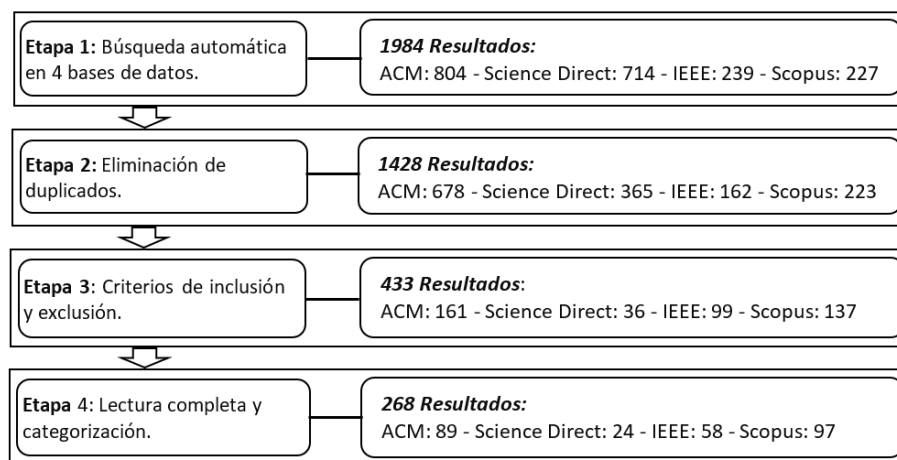 Etapa 1: Búsqueda automática
en 4 bases de datos.
1984 Resultados:
ACM: 804 - Science Direct: 714 - IEEE: 239 - Scopus: 227
Etapa 2: Eliminación de
duplicados.
1428 Resultados:
ACM: 678 - Science Direct: 365 - IEEE: 162 - Scopus: 223
Etapa 3: Criterios de inclusión
y exclusión.
433 Resultados:
ACM: 161 - Science Direct: 36 - IEEE: 99 - Scopus: 137
Etapa 4: Lectura completa y
categorización.
268 Resultados:
ACM: 89 - Science Direct: 24 - IEEE: 58 - Scopus: 97